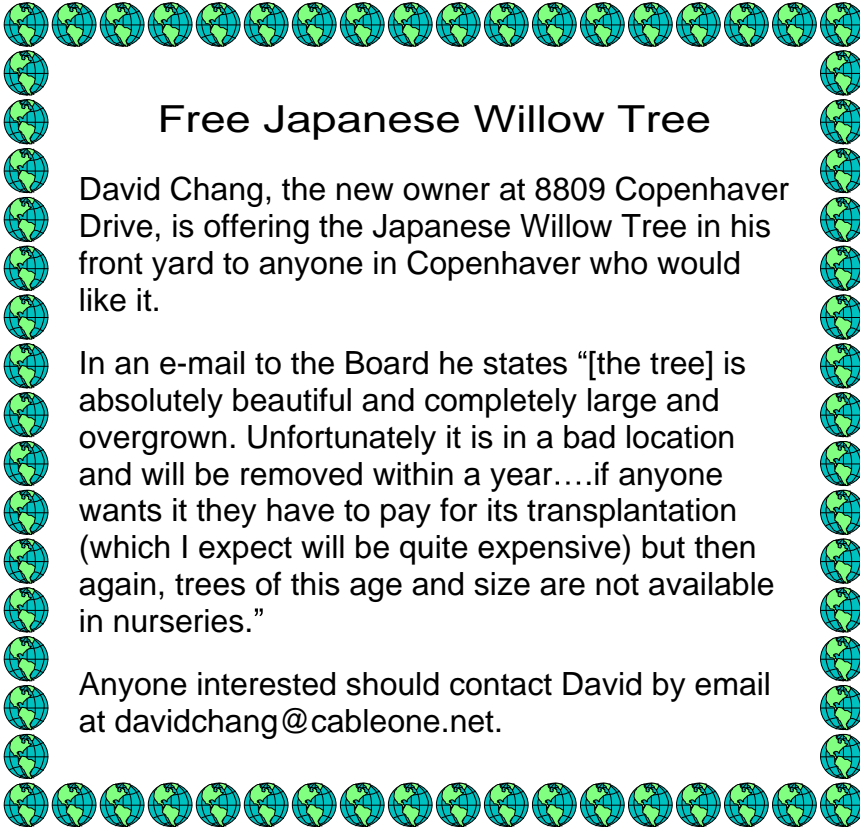 Free Japanese Willow Tree
David Chang, the new owner at 8809 Copenhaver
Drive, is offering the Japanese Willow Tree in his
front yard to anyone in Copenhaver who would
like it.
In an e-mail to the Board he states “[the tree] is
absolutely beautiful and completely large and
overgrown. Unfortunately it is in a bad location
and will be removed within a year….if anyone
wants it they have to pay for its transplantation
(which I expect will be quite expensive) but then
again, trees of this age and size are not available
in nurseries.”
Anyone interested should contact David by email
at davidchang@cableone.net.